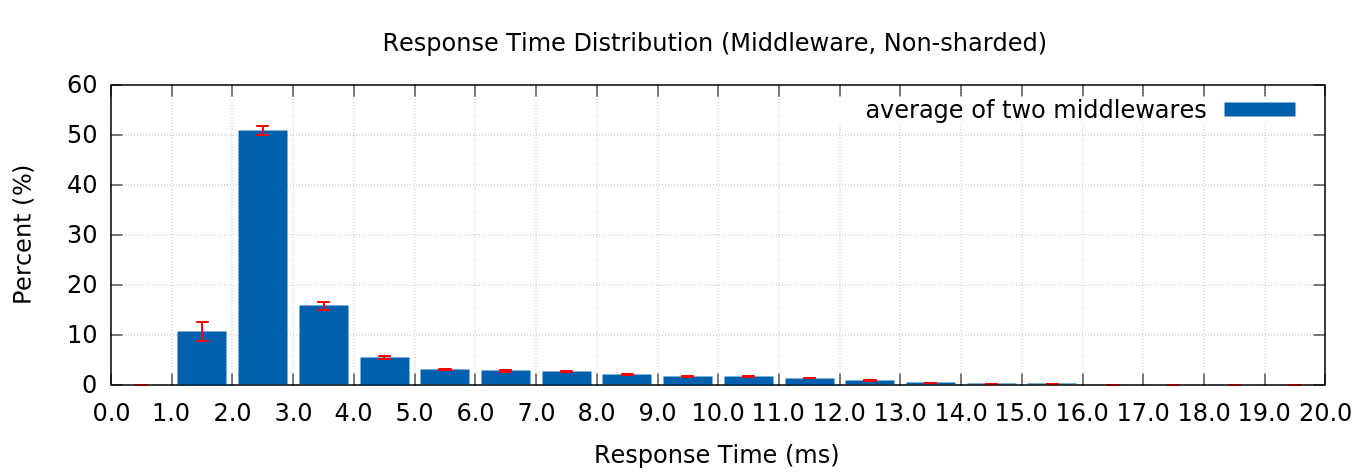 Response Time Distribution (Middleware, Non-sharded)
average of two middlewares
60
50
40
30
20
10
0
Percent (%)
0.0 1.0 2.0 3.0 4.0 5.0 6.0 7.0 8.0 9.0 10.0 11.0 12.0 13.0 14.0 15.0 16.0 17.0 18.0 19.0 20.0
Response Time (ms)